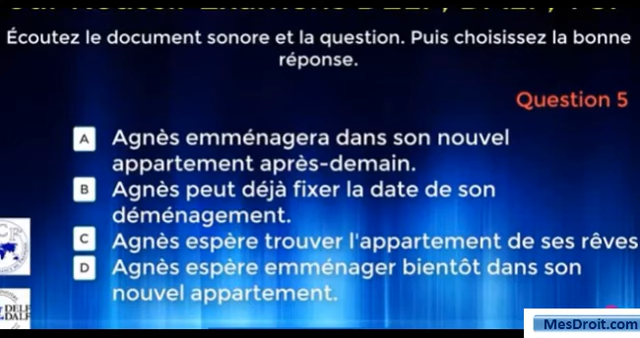 Écoutez le document sonore et la question. Puis choisissez la bonne
réponse.
Question 5
A Agnès emménagera dans son nouvel
appartement après-demain.
B Agnès peut déjà fixer la date de son
déménagement.
C Agnès espère trouver l'appartement de ses rêves
D Agnès espère emménager bientôt dans son
nouvel appartement.
DELF
DALF
MesDroit.com